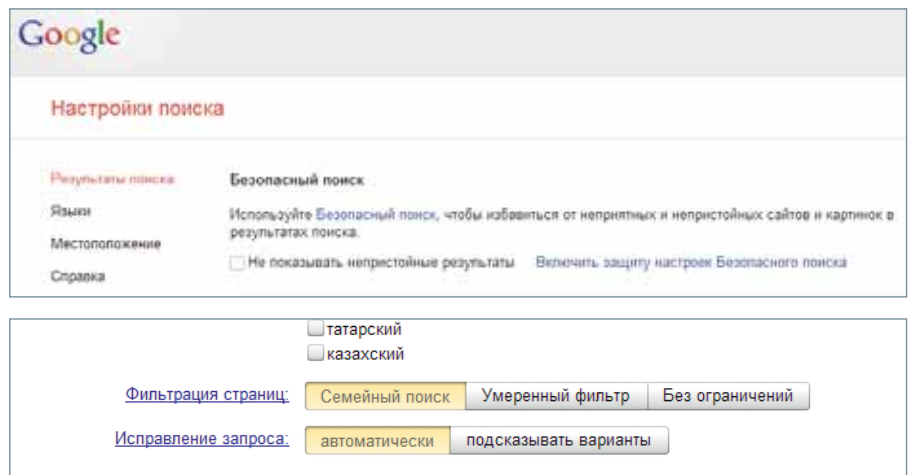 Google
Настройки поиска
Результаты поиска
Языки
Местоположение
Справка
Безопасный поиск
Используйте Безопасный поиск, чтобы избавиться от неприятных и непристойных сайтов и картинок в
результатах поиска.
Не показывать непристойные результаты Включить защиту настроек Безопасного поиска
татарский
казахский
Фильтрация страниц: Семейный поиск Умеренный фильтр Без ограничений
Исправление запроса: автоматически подсказывать варианты